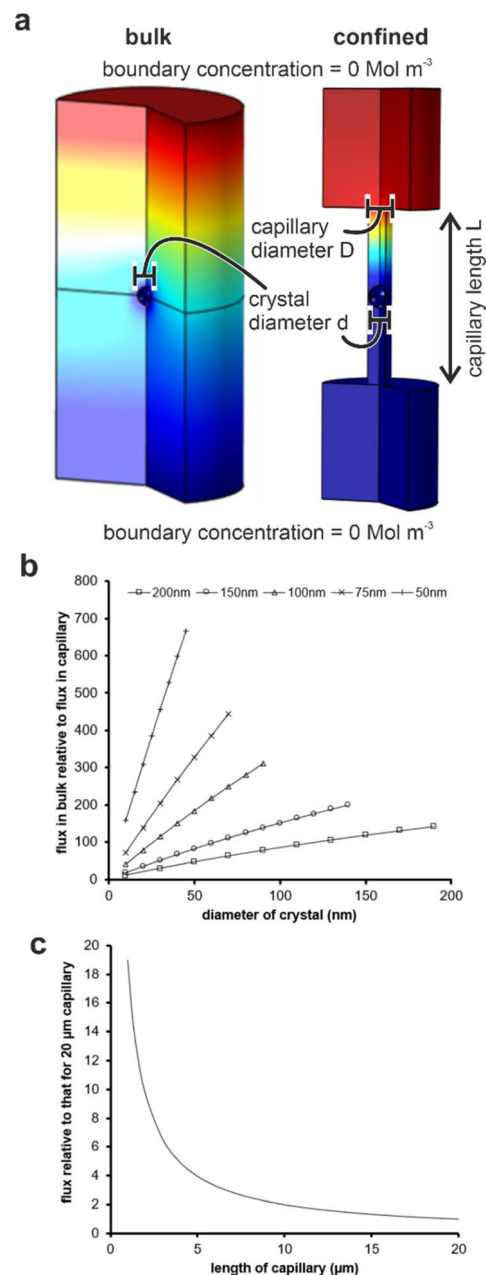 a
bulk confined
boundary concentration = 0 Mol m⁻³
capillary
diameter D
crystal
diameter d
capillary length L
boundary concentration = 0 Mol m⁻³
b
800
700
600
500
400
300
200
100
0
200nm 150nm 100nm 75nm 50nm
flux in bulk relative to flux in capillary
0 50 100 150 200
diameter of crystal (nm)
c
20
18
16
14
12
10
8
6
4
2
0
flux relative to that for 20 µm capillary
0 5 10 15 20
length of capillary (µm)